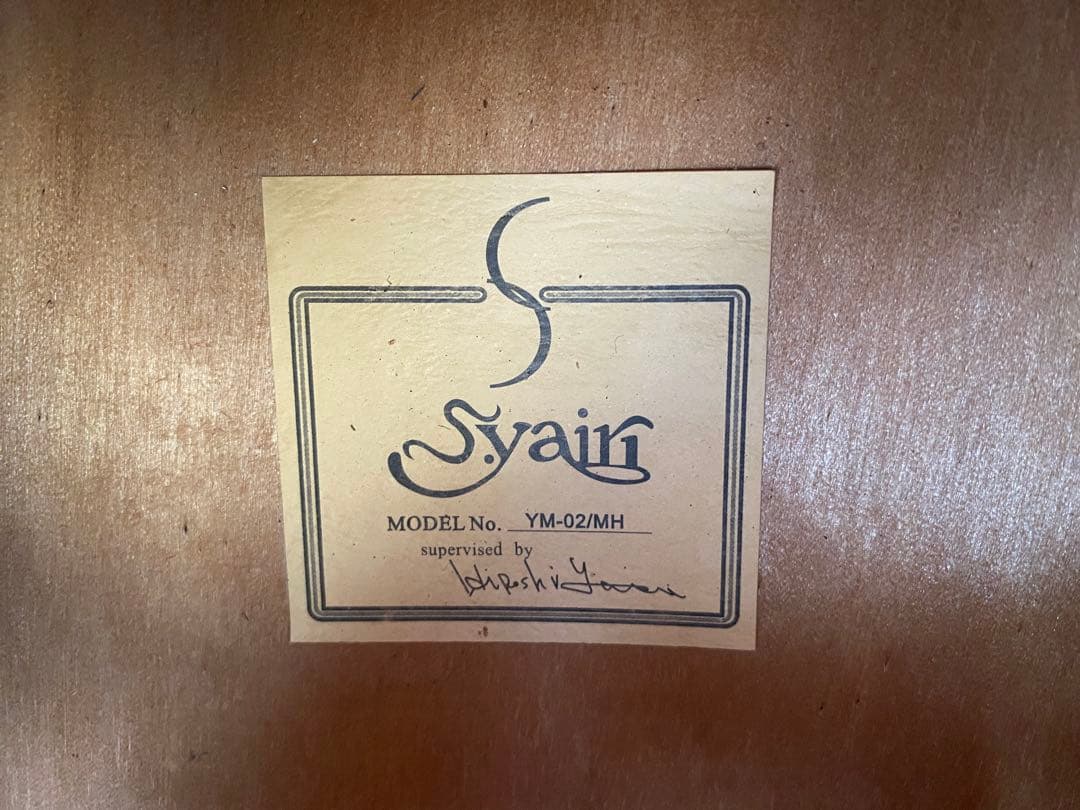 S
S.yairi
MODEL No. YM-02/MH
supervised by
Hiroshi Yairi